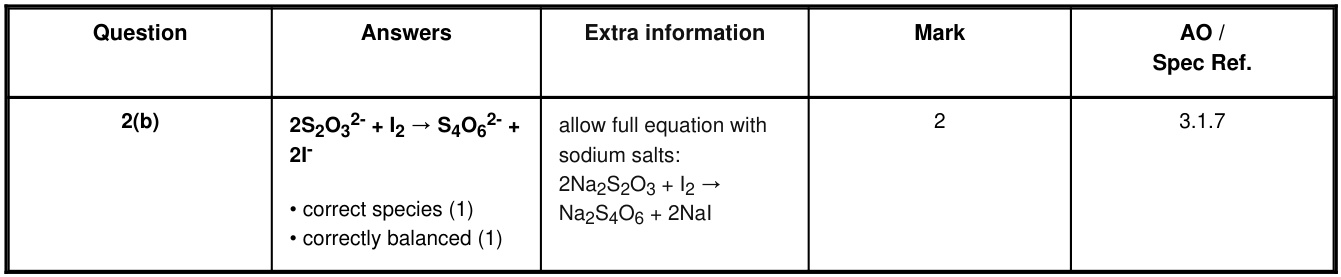 Question Answers Extra information Mark AO /
Spec Ref.
2(b)
2S₂O₃²⁻ + I₂ → S₄O₆²⁻ +
2I⁻
• correct species (1)
• correctly balanced (1)
allow full equation with
sodium salts:
2Na₂S₂O₃ + I₂ →
Na₂S₄O₆ + 2NaI
2
3.1.7